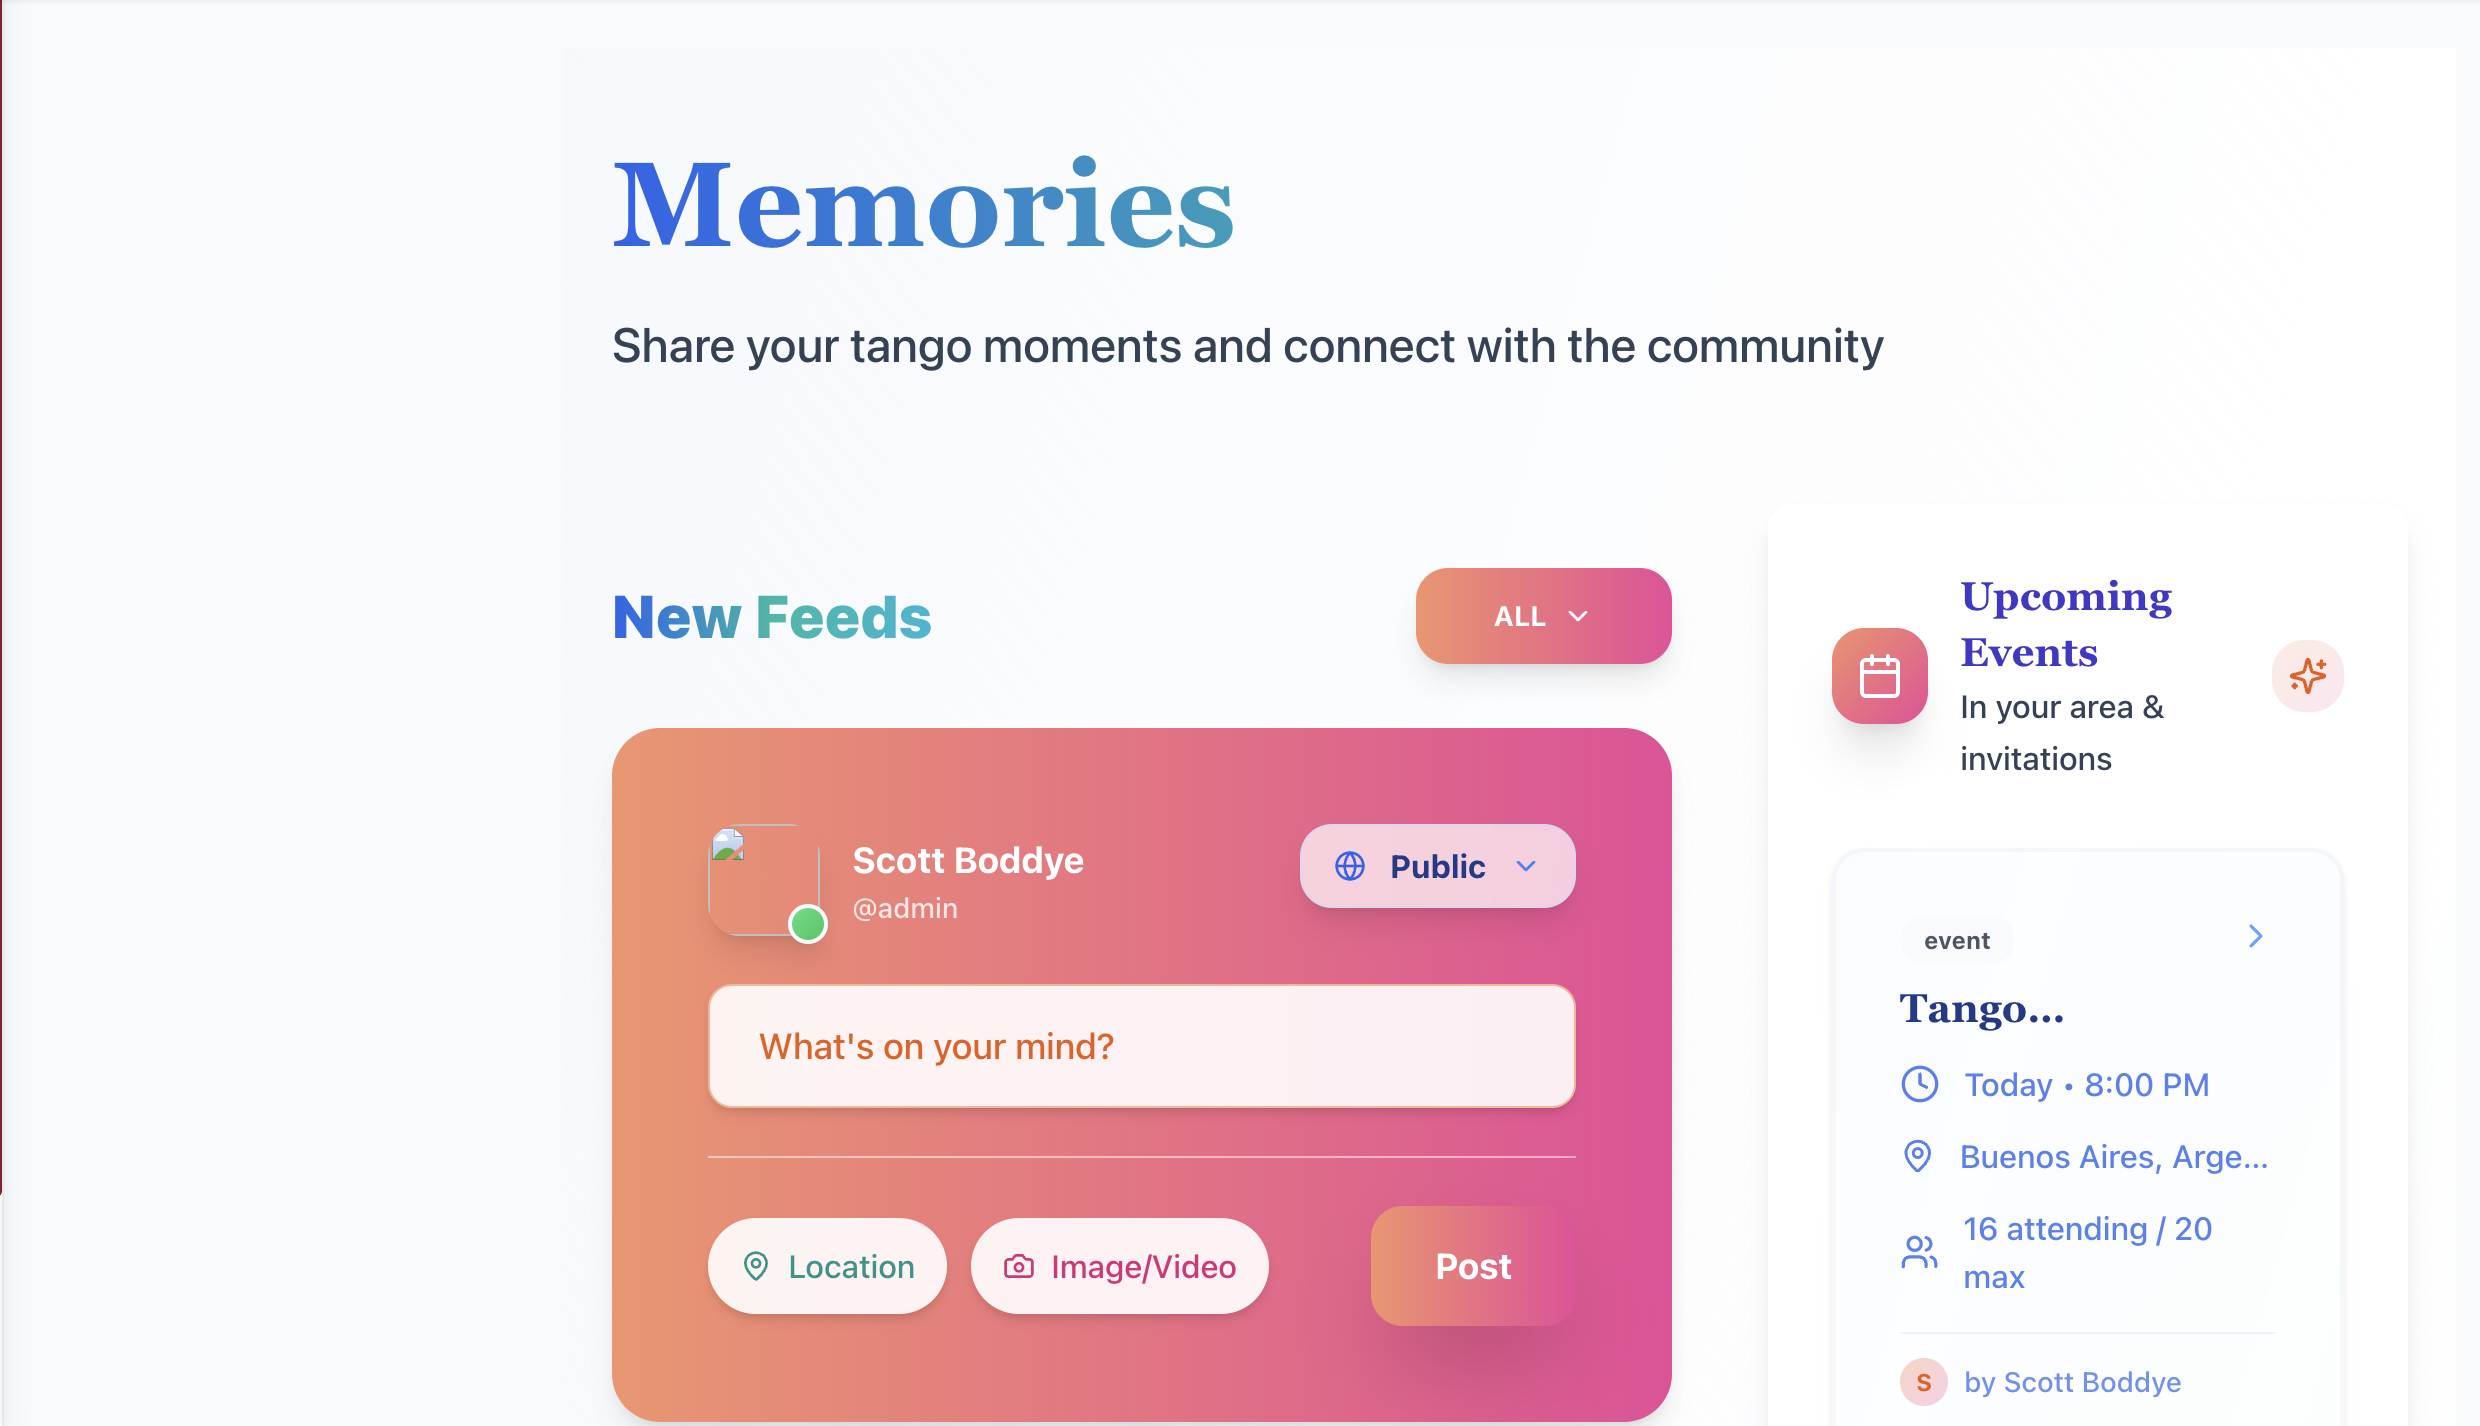 Memories
Share your tango moments and connect with the community
New Feeds
ALL
Scott Boddye
@admin
Public
What's on your mind?
Location
Image/Video
Post
Upcoming
Events
In your area &
invitations
event
Tango...
Today • 8:00 PM
Buenos Aires, Arge...
16 attending / 20
max
S
by Scott Boddye